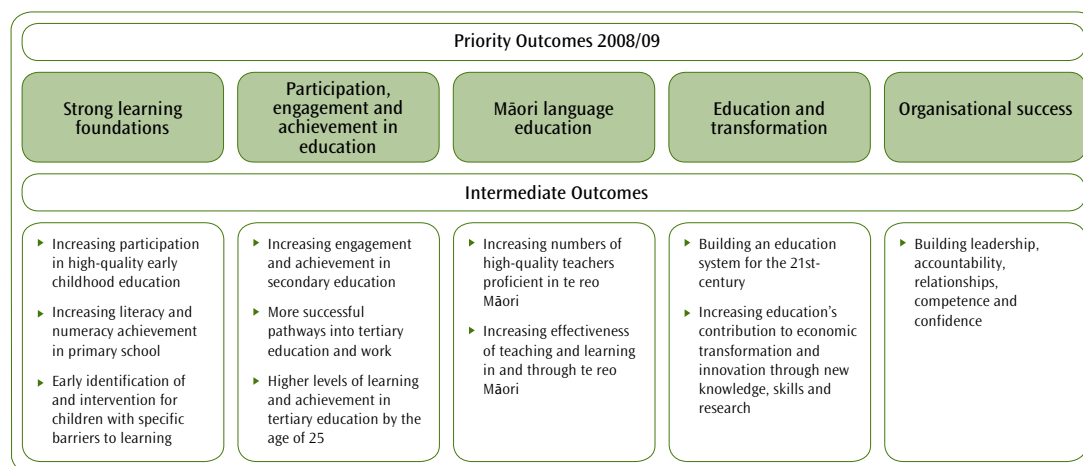 Priority Outcomes 2008/09
Strong learning
foundations
Participation,
engagement and
achievement in
education
Māori language
education
Education and
transformation
Organisational success
Intermediate Outcomes
Increasing participation
in high-quality early
childhood education
Increasing literacy and
numeracy achievement
in primary school
Early identification of
and intervention for
children with specific
barriers to learning
Increasing engagement
and achievement in
secondary education
More successful
pathways into tertiary
education and work
Higher levels of learning
and achievement in
tertiary education by the
age of 25
Increasing numbers of
high-quality teachers
proficient in te reo
Māori
Increasing effectiveness
of teaching and learning
in and through te reo
Māori
Building an education
system for the 21st-
century
Increasing education's
contribution to economic
transformation and
innovation through new
knowledge, skills and
research
Building leadership,
accountability,
relationships,
competence and
confidence